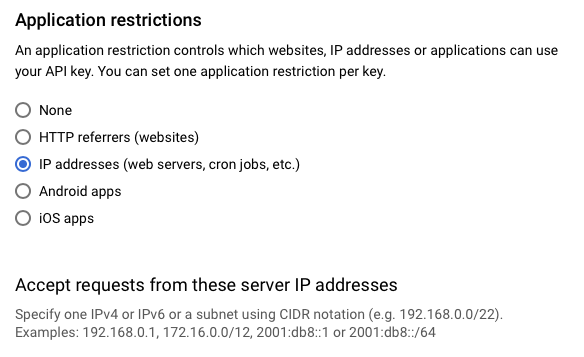 Application restrictions
An application restriction controls which websites, IP addresses or applications can use
your API key. You can set one application restriction per key.
None
HTTP referrers (websites)
IP addresses (web servers, cron jobs, etc.)
Android apps
iOS apps
Accept requests from these server IP addresses
Specify one IPv4 or IPv6 or a subnet using CIDR notation (e.g. 192.168.0.0/22).
Examples: 192.168.0.1, 172.16.0.0/12, 2001:db8::1 or 2001:db8::/64